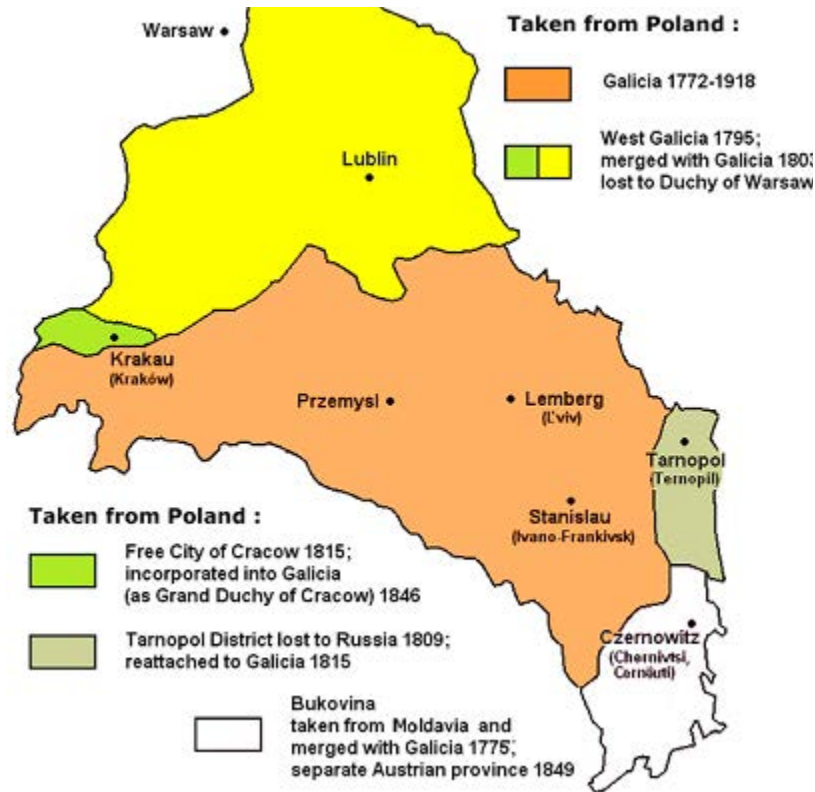 Warsaw
Taken from Poland :
Galicia 1772-1918
West Galicia 1795;
merged with Galicia 1803
lost to Duchy of Warsaw
Lublin
Krakau
(Kraków)
Przemysl
Lemberg
(L'viv)
Tarnopol
(Ternopil)
Stanislau
(Ivano-Frankivsk)
Taken from Poland :
Free City of Cracow 1815;
incorporated into Galicia
(as Grand Duchy of Cracow) 1846
Tarnopol District lost to Russia 1809;
reattached to Galicia 1815
Czernowitz
(Chernivtsi,
Cernăuti)
Bukovina
taken from Moldavia and
merged with Galicia 1775;
separate Austrian province 1849